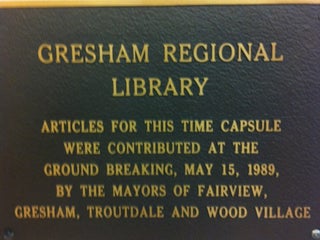 GRESHAM REGIONAL
LIBRARY
ARTICLES FOR THIS TIME CAPSULE
WERE CONTRIBUTED AT THE
GROUND BREAKING, MAY 15, 1989,
BY THE MAYORS OF FAIRVIEW,
GRESHAM, TROUTDALE AND WOOD VILLAGE